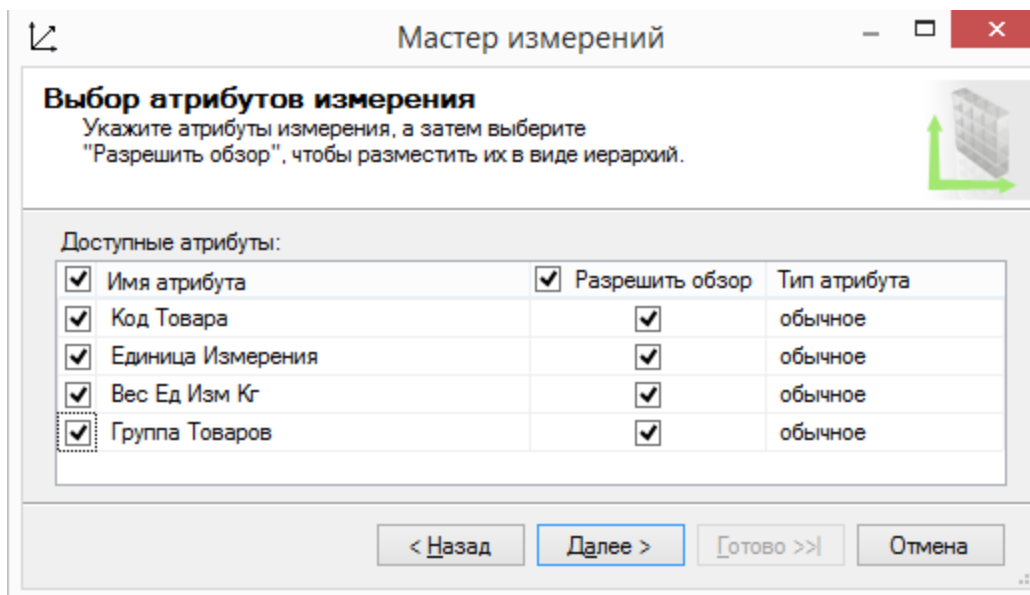 Мастер измерений
Выбор атрибутов измерения
Укажите атрибуты измерения, а затем выберите
"Разрешить обзор", чтобы разместить их в виде иерархий.
Доступные атрибуты:
Имя атрибута Разрешить обзор Тип атрибута
Код Товара обычное
Единица Измерения обычное
Вес Ед Изм Кг обычное
Группа Товаров обычное
< Назад Далее > Готово >>| Отмена